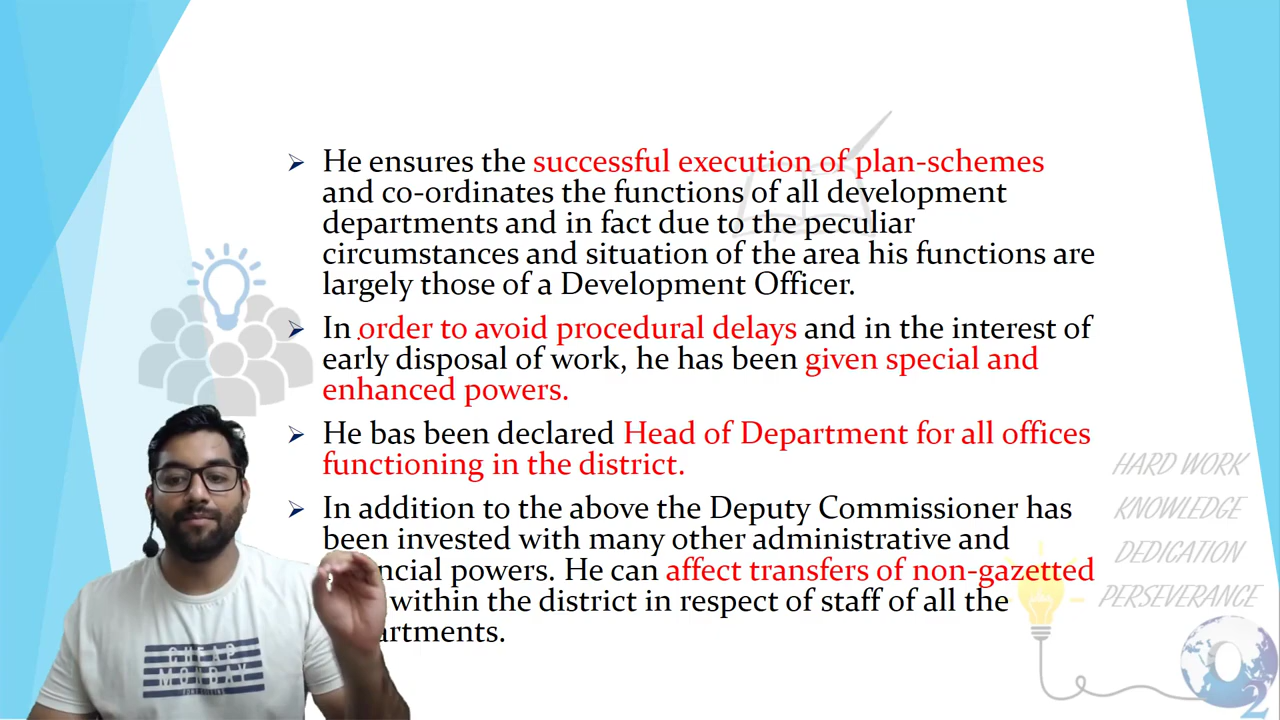 He ensures the successful execution of plan-schemes
and co-ordinates the functions of all development
departments and in fact due to the peculiar
circumstances and situation of the area his functions are
largely those of a Development Officer.
In order to avoid procedural delays and in the interest of
early disposal of work, he has been given special and
enhanced powers.
He bas been declared Head of Department for all offices
functioning in the district.
In addition to the above the Deputy Commissioner has
been invested with many other administrative and
ncial powers. He can affect transfers of non-gazetted
within the district in respect of staff of all the
artments.
HARD WORK
KNOWLEDGE
DEDICATION
PERSEVERANCE
O2
CHEAP
MONDAY